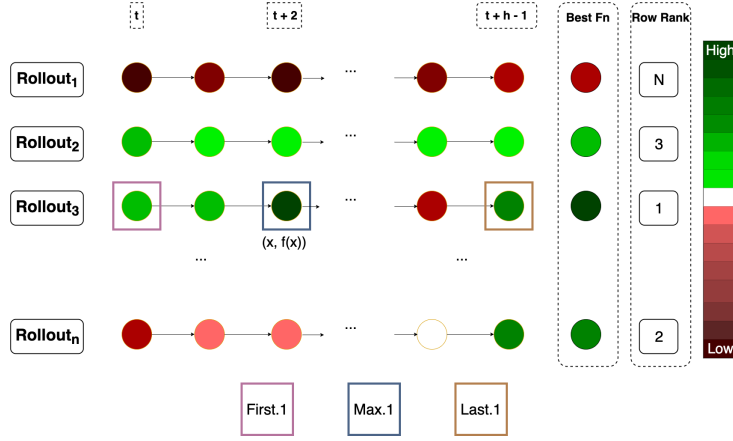 t t + 2 t + h - 1 Best Fn Row Rank
High
Rollout1 ... N
Rollout2 ... 3
Rollout3 ... 1
(x, f(x))
... ...
Rolloutn ... 2
Low
First.1 Max.1 Last.1